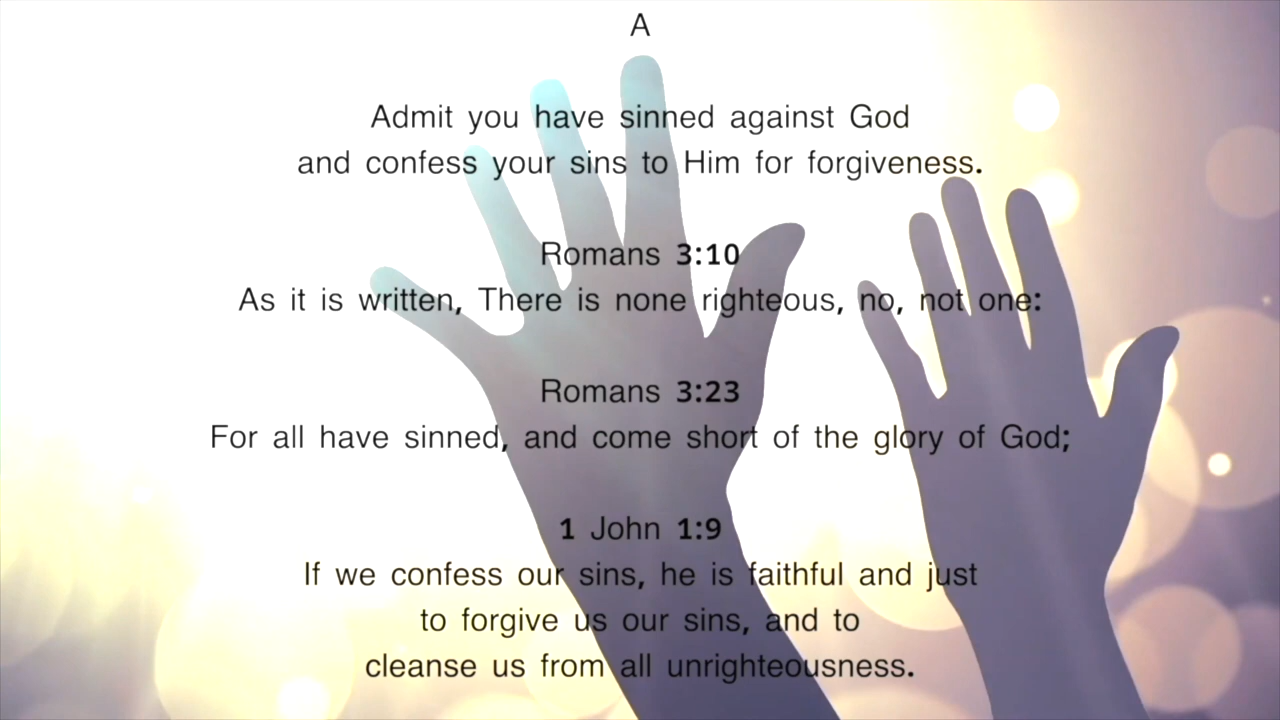 A
Admit you have sinned against God
and confess your sins to Him for forgiveness.
Romans 3:10
As it is written, There is none righteous, no, not one:
Romans 3:23
For all have sinned, and come short of the glory of God;
1 John 1:9
If we confess our sins, he is faithful and just
to forgive us our sins, and to
cleanse us from all unrighteousness.